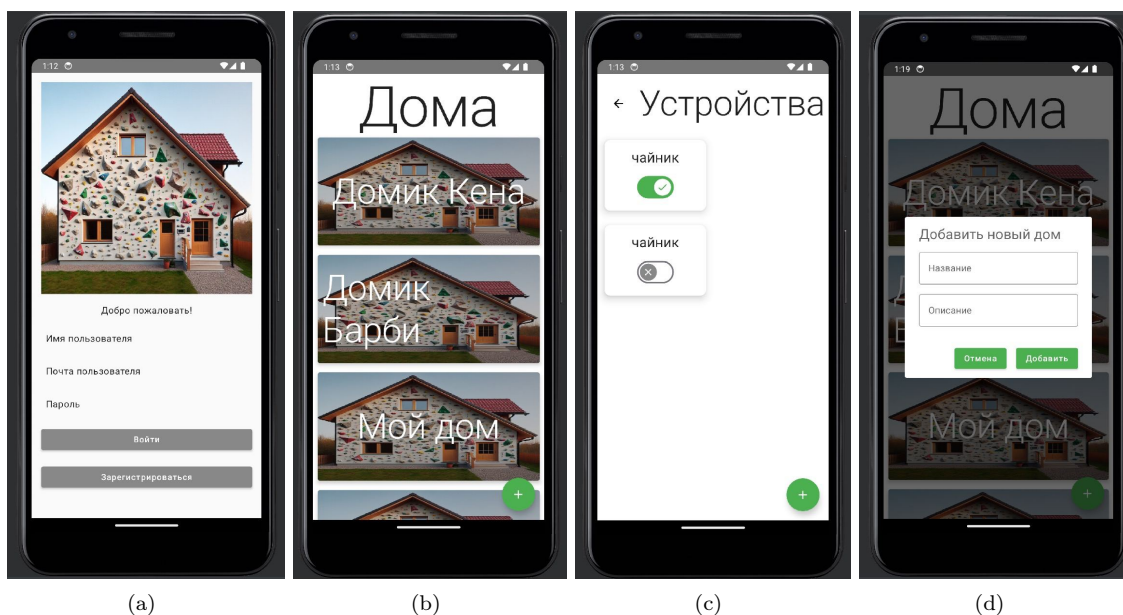 1:12
Добро пожаловать!
Имя пользователя
Почта пользователя
Пароль
Войти
Зарегистрироваться
(a)
1:13
Дома
Домик Кена
Домик
Барби
Мой дом
+
(b)
1:13
← Устройства
чайник
чайник
+
(c)
1:19
Дома
Домик Кена
Добавить новый дом
Название
Описание
Отмена Добавить
Мой дом
+
(d)